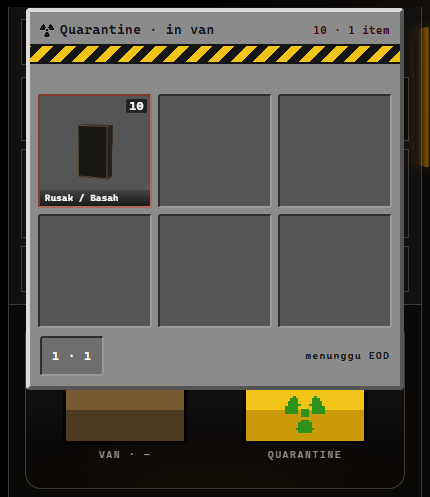 Quarantine · in van
10 · 1 item
10
Rusak / Basah
1 · 1
menunggu EOD
VAN · —
QUARANTINE